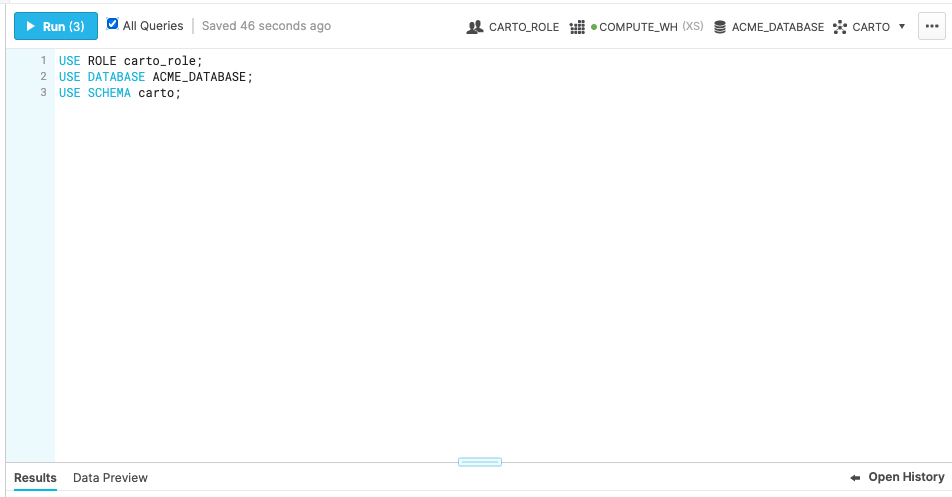 Run (3) All Queries Saved 46 seconds ago CARTO_ROLE COMPUTE_WH (XS) ACME_DATABASE CARTO
1 USE ROLE carto_role;
2 USE DATABASE ACME_DATABASE;
3 USE SCHEMA carto;
Results Data Preview Open History